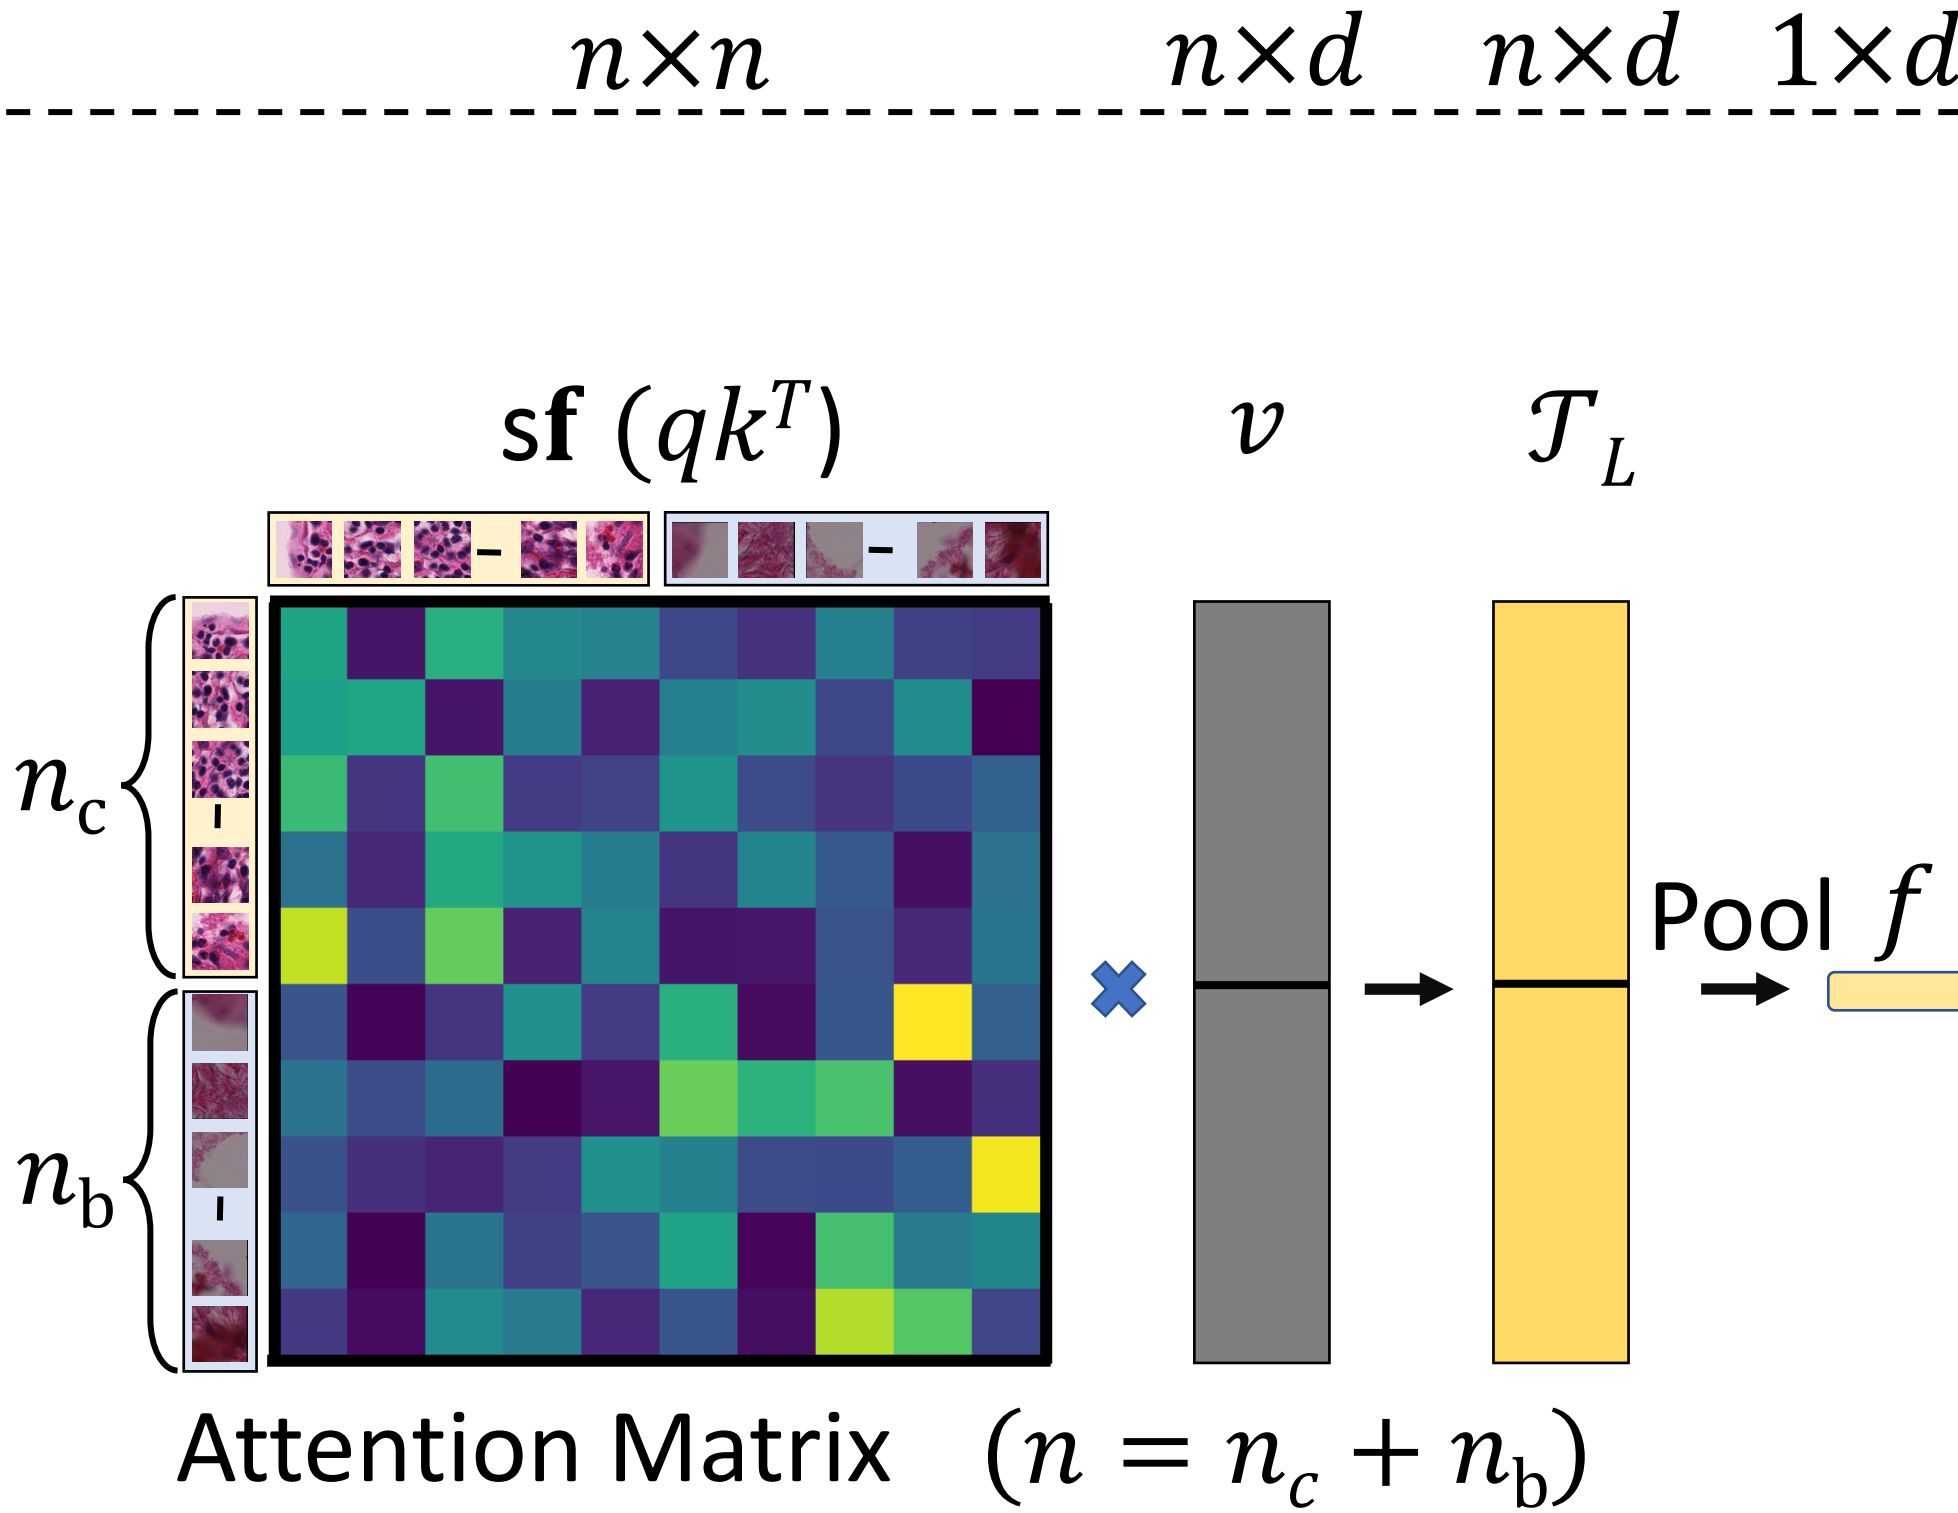 n×n n×d n×d 1×d
sf (qk^T) v 𝒯_L
n_c
Pool f
n_b
Attention Matrix (n = n_c + n_b)